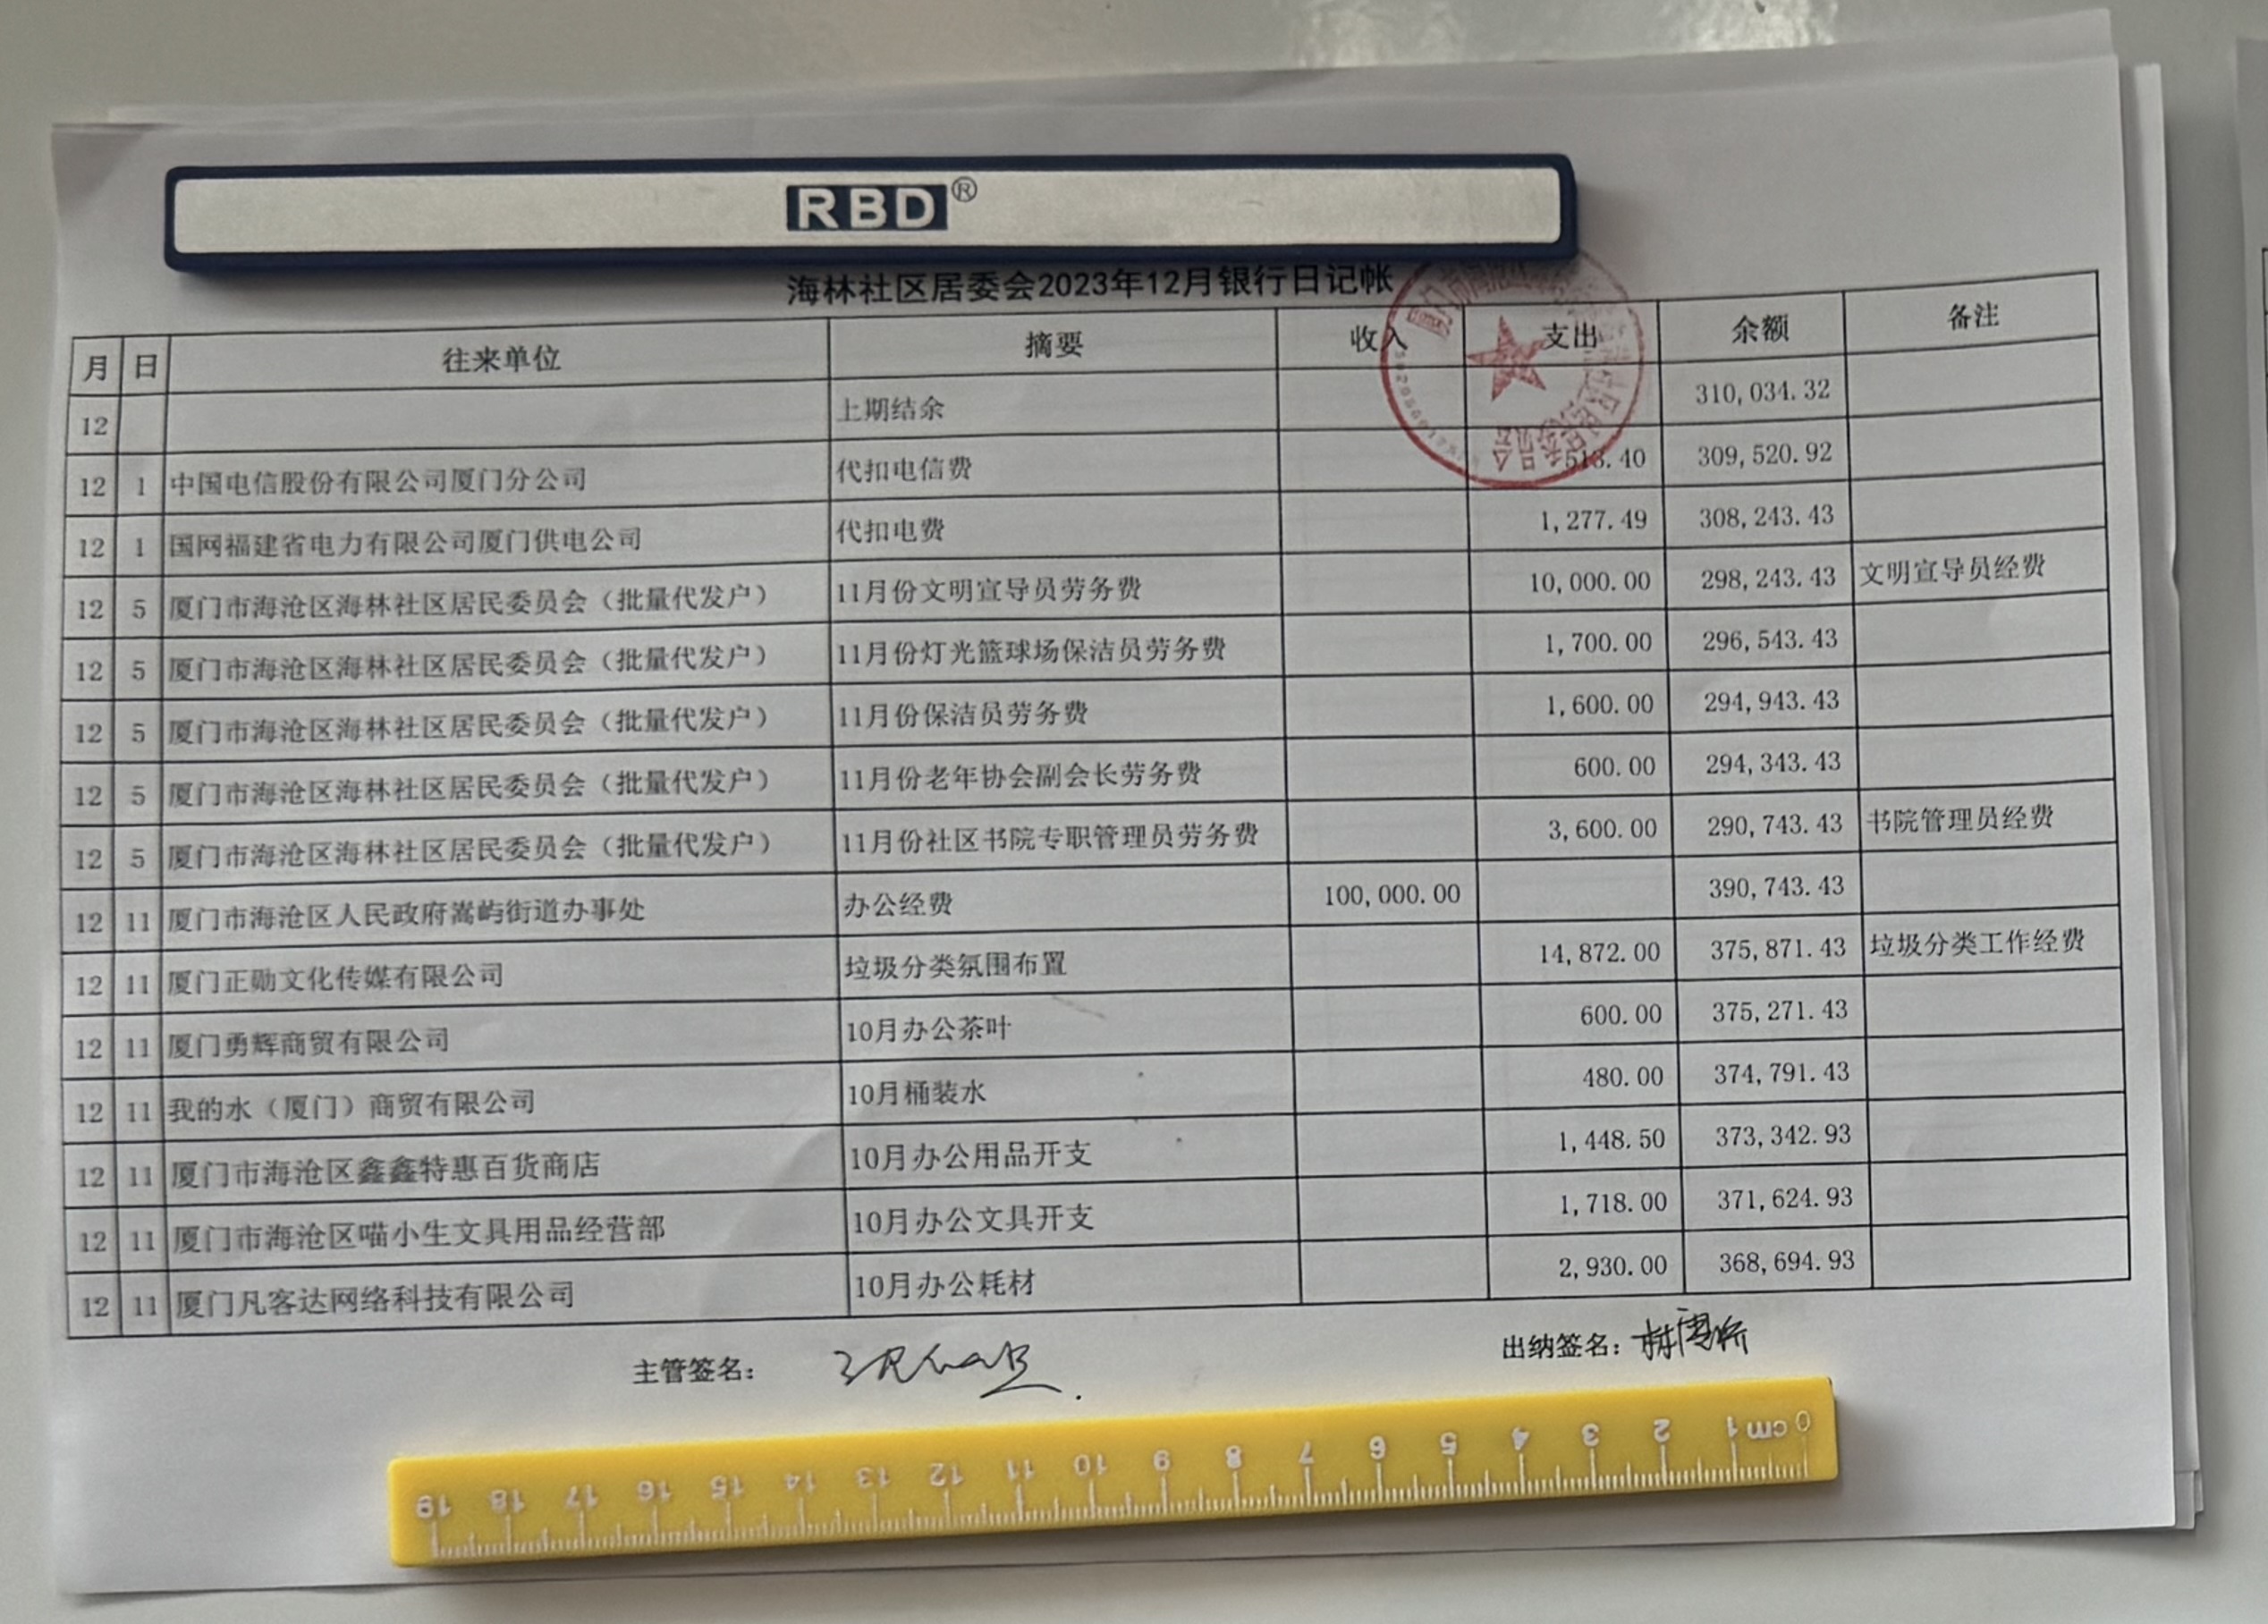 RBD®
海林社区居委会2023年12月银行日记帐
月 日 往来单位 摘要 收入 支出 余额 备注
12 上期结余 310,034.32
12 1 中国电信股份有限公司厦门分公司 代扣电信费 513.40 309,520.92
12 1 国网福建省电力有限公司厦门供电公司 代扣电费 1,277.49 308,243.43
12 5 厦门市海沧区海林社区居民委员会（批量代发户） 11月份文明宣导员劳务费 10,000.00 298,243.43 文明宣导员经费
12 5 厦门市海沧区海林社区居民委员会（批量代发户） 11月份灯光篮球场保洁员劳务费 1,700.00 296,543.43
12 5 厦门市海沧区海林社区居民委员会（批量代发户） 11月份保洁员劳务费 1,600.00 294,943.43
12 5 厦门市海沧区海林社区居民委员会（批量代发户） 11月份老年协会副会长劳务费 600.00 294,343.43
12 5 厦门市海沧区海林社区居民委员会（批量代发户） 11月份社区书院专职管理员劳务费 3,600.00 290,743.43 书院管理员经费
12 11 厦门市海沧区人民政府嵩屿街道办事处 办公经费 100,000.00 390,743.43
12 11 厦门正勋文化传媒有限公司 垃圾分类氛围布置 14,872.00 375,871.43 垃圾分类工作经费
12 11 厦门勇辉商贸有限公司 10月办公茶叶 600.00 375,271.43
12 11 我的水（厦门）商贸有限公司 10月桶装水 480.00 374,791.43
12 11 厦门市海沧区鑫鑫特惠百货商店 10月办公用品开支 1,448.50 373,342.93
12 11 厦门市海沧区喵小生文具用品经营部 10月办公文具开支 1,718.00 371,624.93
12 11 厦门凡客达网络科技有限公司 10月办公耗材 2,930.00 368,694.93
主管签名： 出纳签名：
19 18 17 16 15 14 13 12 11 10 9 8 7 6 5 4 3 2 1 cm 0